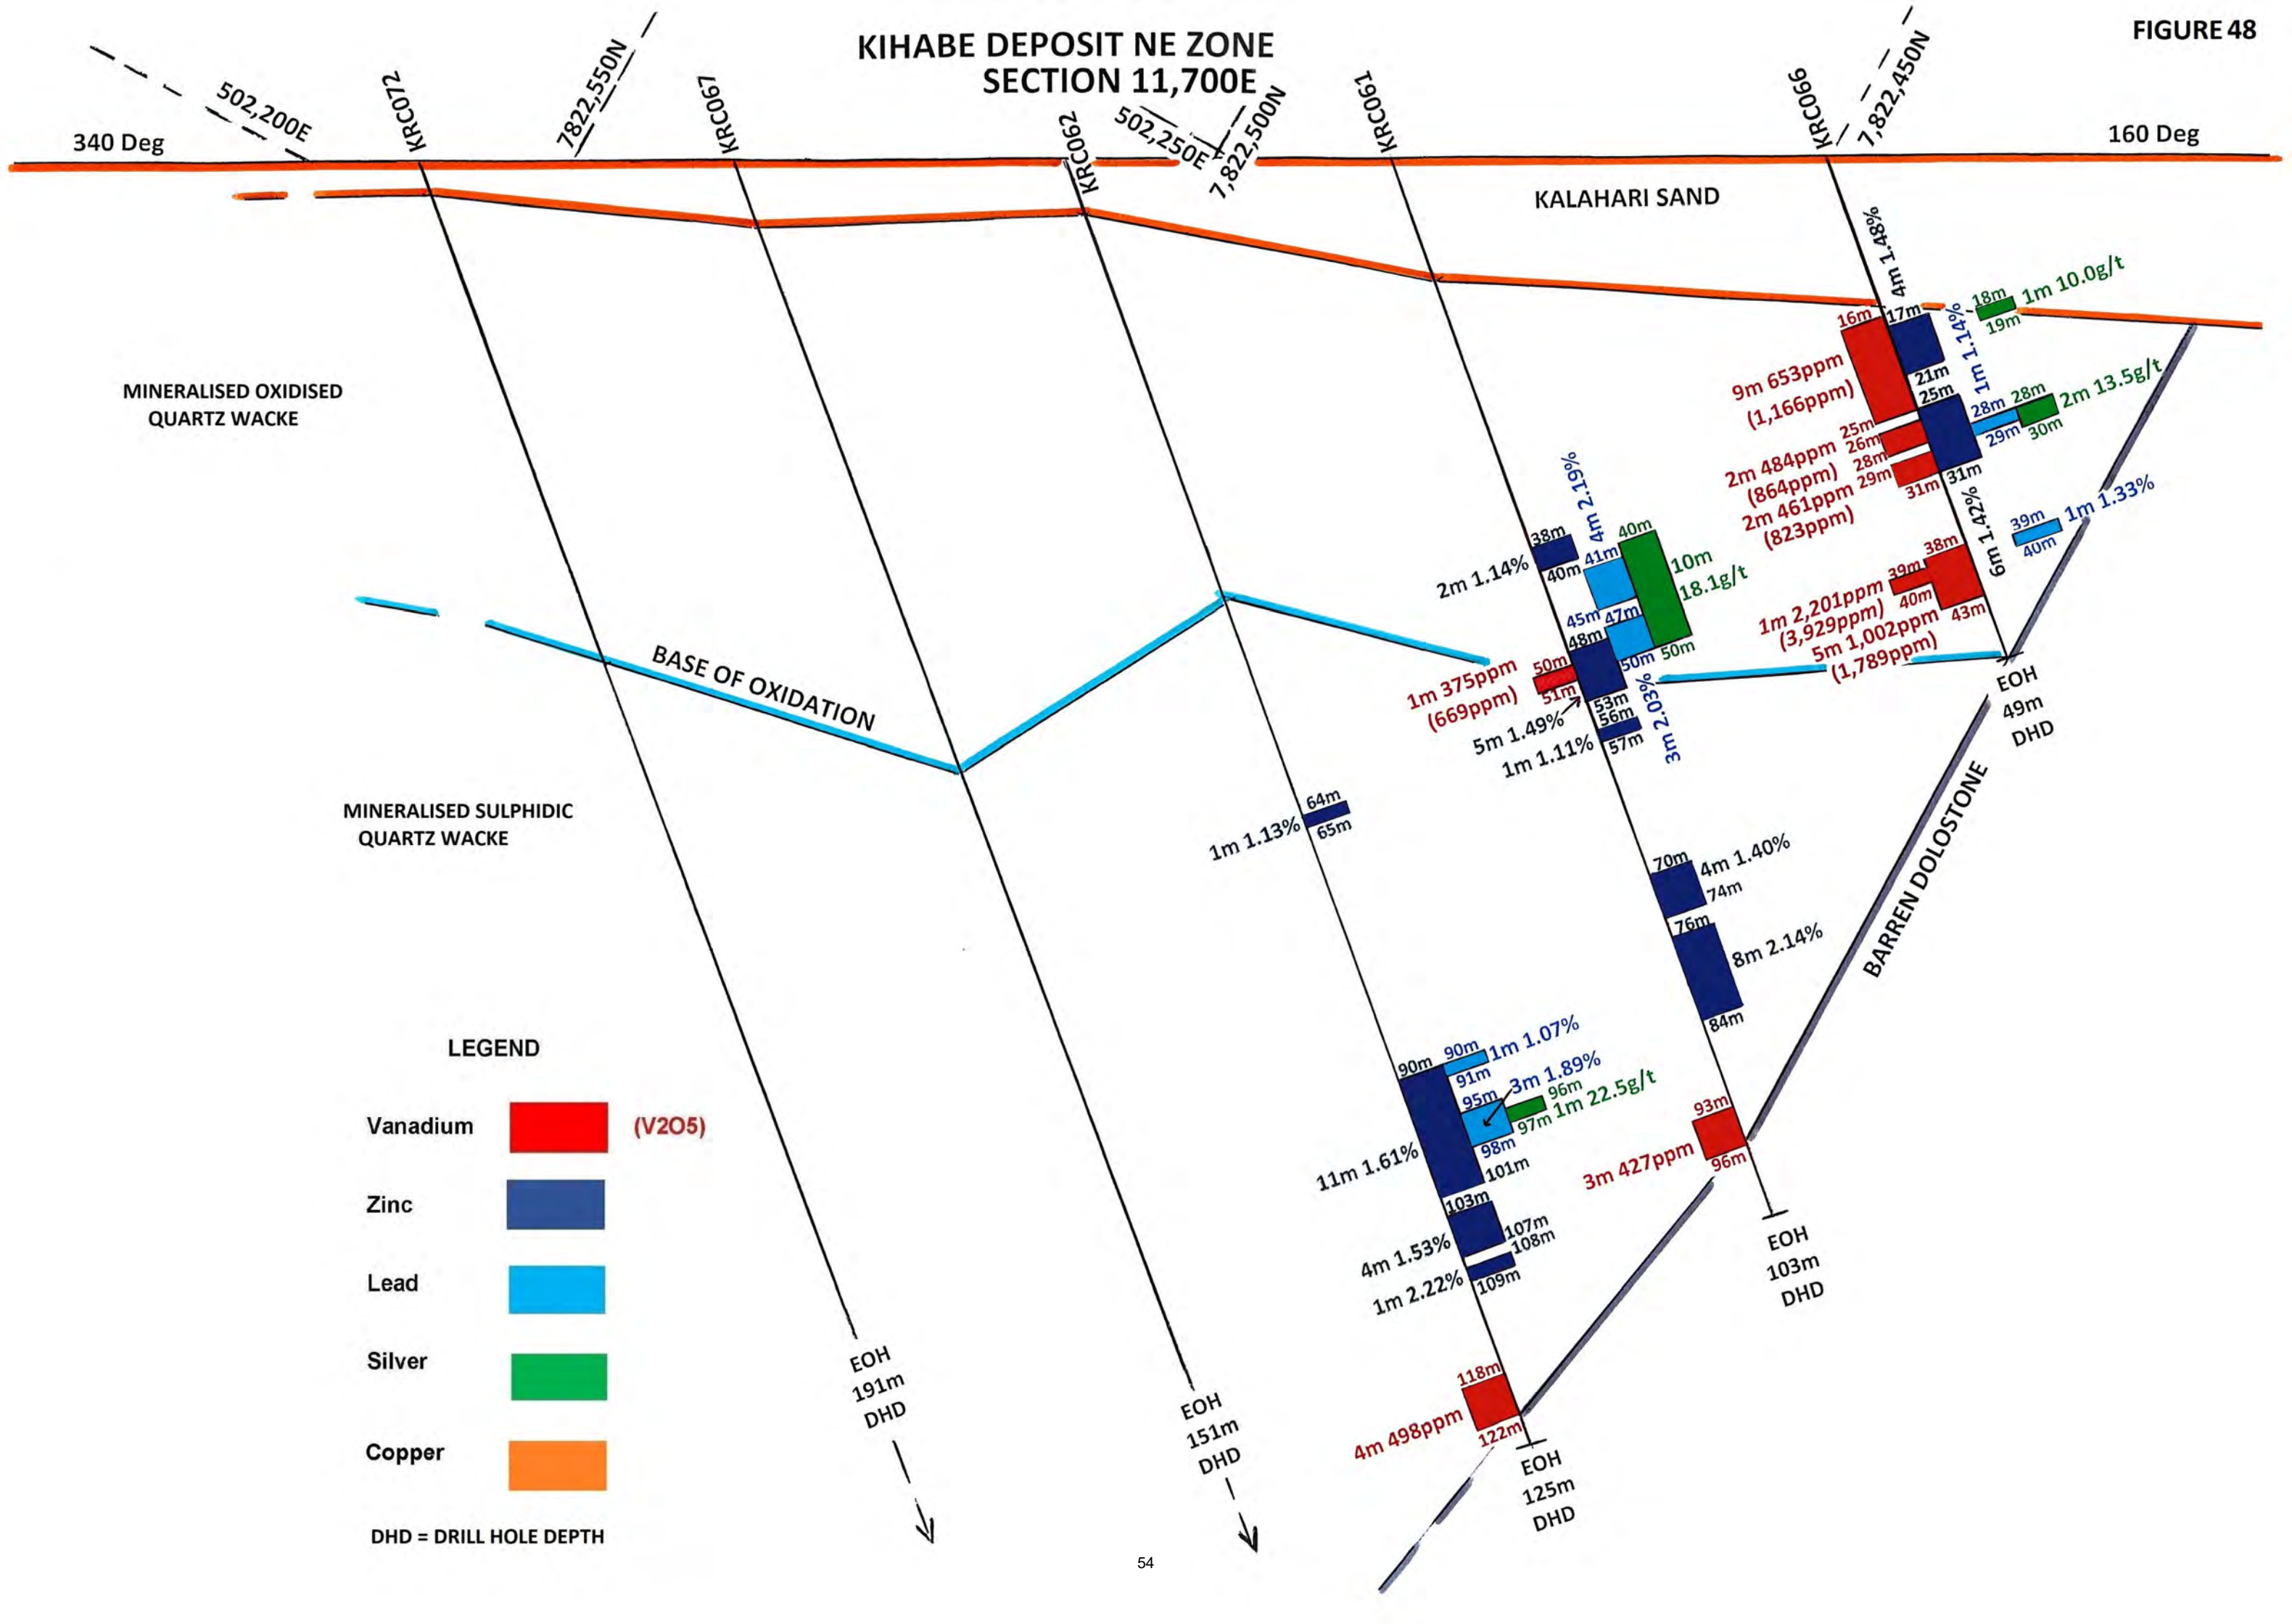 FIGURE 48
KIHABE DEPOSIT NE ZONE
SECTION 11,700E
340 Deg
502,200E
KRC072
7822,550N
KRC067
KRC062
502,250E
7,822,500N
KRC061
KRC066
7,822,450N
160 Deg
KALAHARI SAND
MINERALISED OXIDISED
QUARTZ WACKE
BASE OF OXIDATION
MINERALISED SULPHIDIC
QUARTZ WACKE
BARREN DOLOSTONE
4m 1.48%
16m
17m
21m
18m
1m 10.0g/t
19m
1m 1.14%
9m 653ppm
(1,166ppm)
25m
25m
26m
2m 484ppm
(864ppm)
28m
28m
28m
2m 13.5g/t
29m
30m
29m
2m 461ppm
(823ppm)
31m
31m
6m 1.42%
39m
1m 1.33%
40m
38m
39m
1m 2,201ppm
(3,929ppm)
40m
43m
5m 1,002ppm
(1,789ppm)
EOH
49m
DHD
38m
2m 1.14%
40m
4m 2.19%
41m
45m
40m
10m
18.1g/t
50m
47m
50m
48m
50m
1m 375ppm
(669ppm)
51m
53m
5m 1.49%
3m 2.03%
56m
1m 1.11%
57m
70m
4m 1.40%
74m
76m
8m 2.14%
84m
93m
3m 427ppm
96m
EOH
103m
DHD
64m
1m 1.13%
65m
90m
90m
1m 1.07%
91m
95m
3m 1.89%
96m
1m 22.5g/t
97m
98m
11m 1.61%
101m
103m
4m 1.53%
107m
108m
1m 2.22%
109m
118m
4m 498ppm
122m
EOH
125m
DHD
EOH
191m
DHD
EOH
151m
DHD
LEGEND
Vanadium (V2O5)
Zinc
Lead
Silver
Copper
DHD = DRILL HOLE DEPTH
54